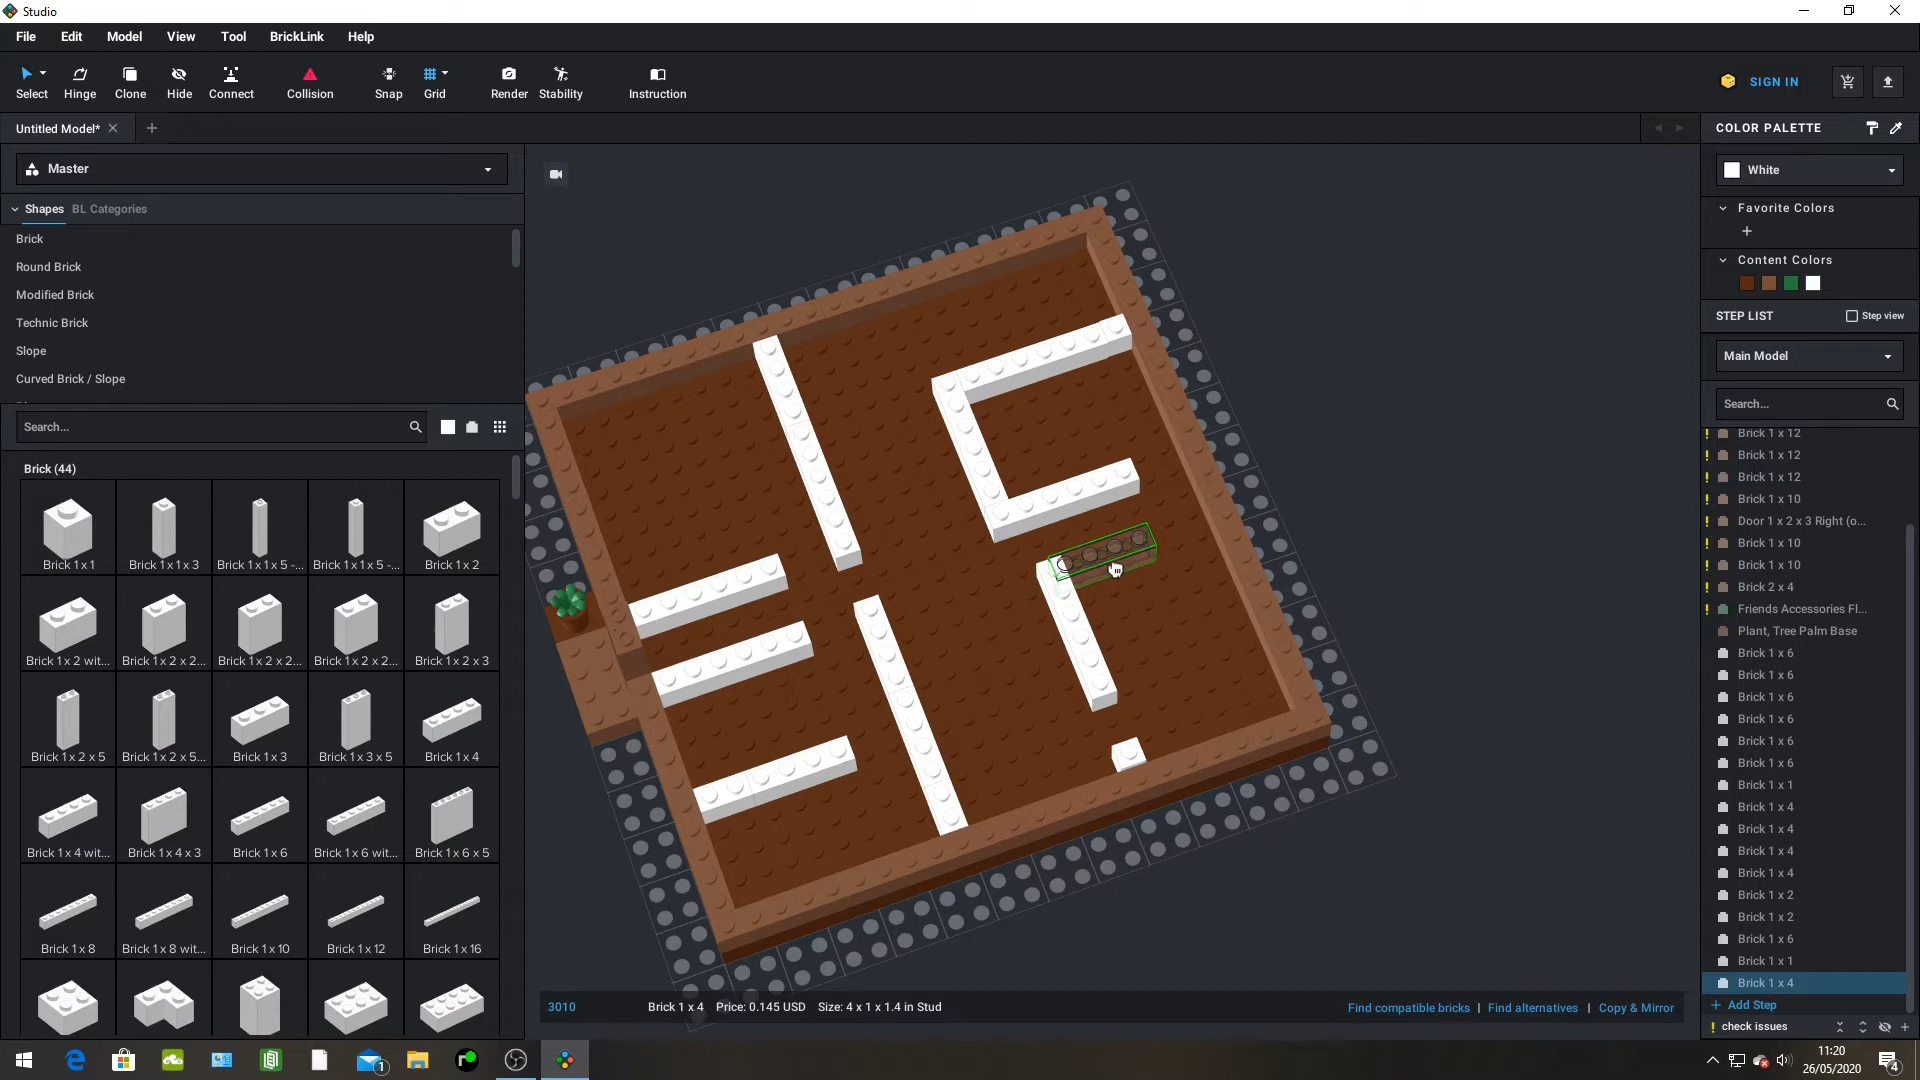 Studio
File Edit Model View Tool BrickLink Help
Select Hinge Clone Hide Connect Collision Snap Grid Render Stability Instruction SIGN IN
Untitled Model*
COLOR PALETTE
Master
White
Shapes BL Categories
Favorite Colors
Brick
Round Brick
Content Colors
Modified Brick
Technic Brick
STEP LIST Step view
Slope
Main Model
Curved Brick / Slope
Search...
Search...
Brick (44)
Brick 1 x 1 Brick 1 x 1 x 3 Brick 1 x 1 x 5 -... Brick 1 x 1 x 5 -... Brick 1 x 2
Brick 1 x 2 wit... Brick 1 x 2 x 2... Brick 1 x 2 x 2... Brick 1 x 2 x 2... Brick 1 x 2 x 3
Brick 1 x 2 x 5 Brick 1 x 2 x 5... Brick 1 x 3 Brick 1 x 3 x 5 Brick 1 x 4
Brick 1 x 4 wit... Brick 1 x 4 x 3 Brick 1 x 6 Brick 1 x 6 wit... Brick 1 x 6 x 5
Brick 1 x 8 Brick 1 x 8 wit... Brick 1 x 10 Brick 1 x 12 Brick 1 x 16
Brick 1 x 12
Brick 1 x 12
Brick 1 x 12
Brick 1 x 10
Door 1 x 2 x 3 Right (o...
Brick 1 x 10
Brick 1 x 10
Brick 2 x 4
Friends Accessories Fl...
Plant, Tree Palm Base
Brick 1 x 6
Brick 1 x 6
Brick 1 x 6
Brick 1 x 6
Brick 1 x 6
Brick 1 x 6
Brick 1 x 1
Brick 1 x 4
Brick 1 x 4
Brick 1 x 4
Brick 1 x 4
Brick 1 x 2
Brick 1 x 2
Brick 1 x 6
Brick 1 x 1
Brick 1 x 4
+ Add Step
! check issues
3010 Brick 1 x 4 Price: 0.145 USD Size: 4 x 1 x 1.4 in Stud Find compatible bricks | Find alternatives | Copy & Mirror
1
11:20
26/05/2020
4